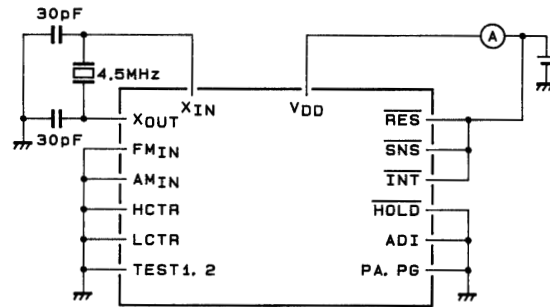 30pF
A
4.5MHz
XIN
VDD
30pF
XOUT
RES
FMIN
SNS
AMIN
INT
HCTR
HOLD
LCTR
ADI
TEST1, 2
PA, PG